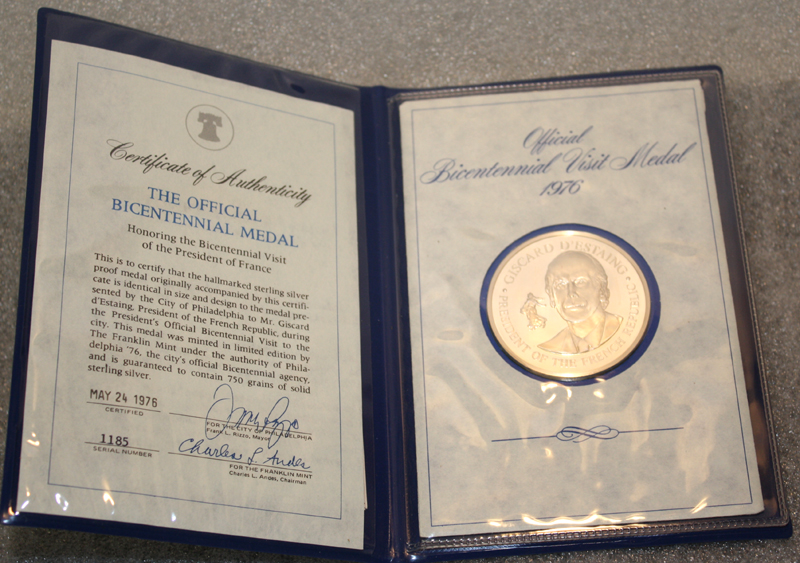 Certificate of Authenticity
THE OFFICIAL
BICENTENNIAL MEDAL
Honoring the Bicentennial Visit
of the President of France
This is to certify that the hallmarked sterling silver
proof medal originally accompanied by this certifi-
cate is identical in size and design to the medal pre-
sented by the City of Philadelphia to Mr. Giscard
d'Estaing, President of the French Republic, during
the President's Official Bicentennial Visit to the
city. This medal was minted in limited edition by
The Franklin Mint under the authority of Phila-
delphia '76, the city's official Bicentennial agency,
and is guaranteed to contain 750 grains of solid
sterling silver.
MAY 24 1976
CERTIFIED
FOR THE CITY OF PHILADELPHIA
Frank L. Rizzo, Mayor
1185
SERIAL NUMBER
Charles L. Andes
FOR THE FRANKLIN MINT
Charles L. Andes, Chairman
Official
Bicentennial Visit Medal
1976
GISCARD D'ESTAING
PRESIDENT OF THE FRENCH REPUBLIC